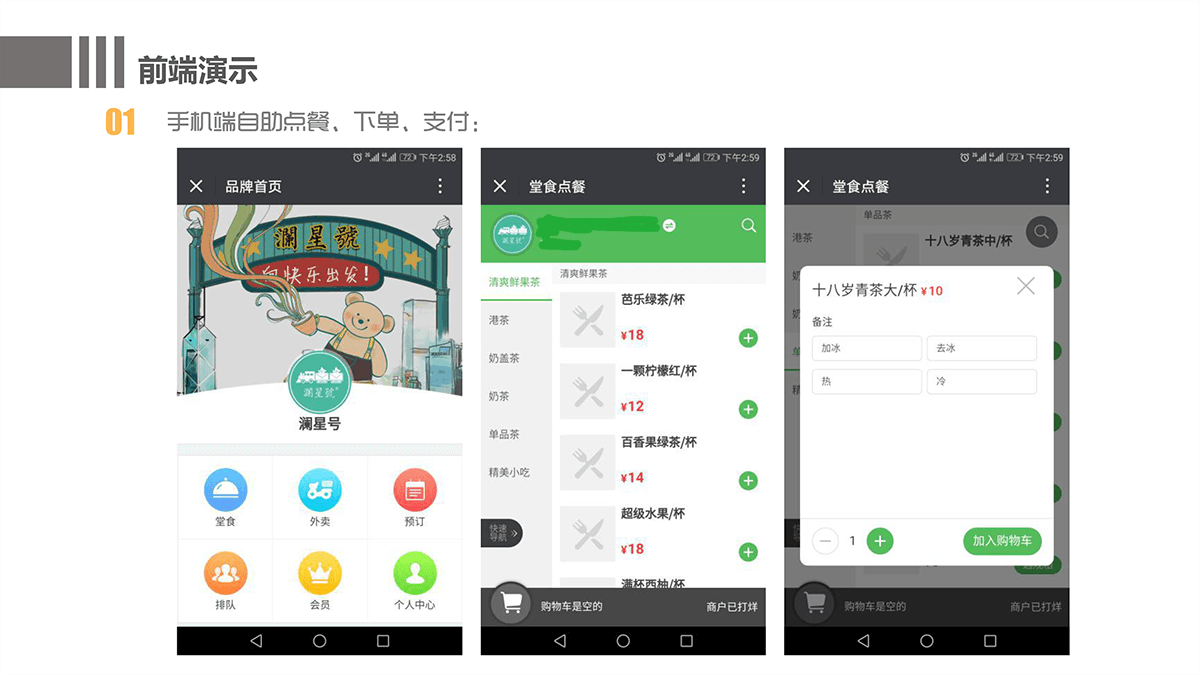 前端演示
01 手机端自助点餐、下单、支付：
下午2:58
品牌首页
瀾星號
向快乐出发！
瀾星號
澜星号
堂食
外卖
预订
排队
会员
个人中心
72
下午2:59
堂食点餐
瀾星號
清爽鲜果茶
港茶
奶盖茶
奶茶
单品茶
精美小吃
快速
导航
清爽鲜果茶
芭乐绿茶/杯
¥18
一颗柠檬红/杯
¥12
百香果绿茶/杯
¥14
超级水果/杯
¥18
满杯西柚/杯
购物车是空的
商户已打烊
72
下午2:59
堂食点餐
单品茶
港茶
十八岁青茶中/杯
十八岁青茶大/杯 ¥10
备注
加冰
去冰
热
冷
1
加入购物车
购物车是空的
商户已打烊